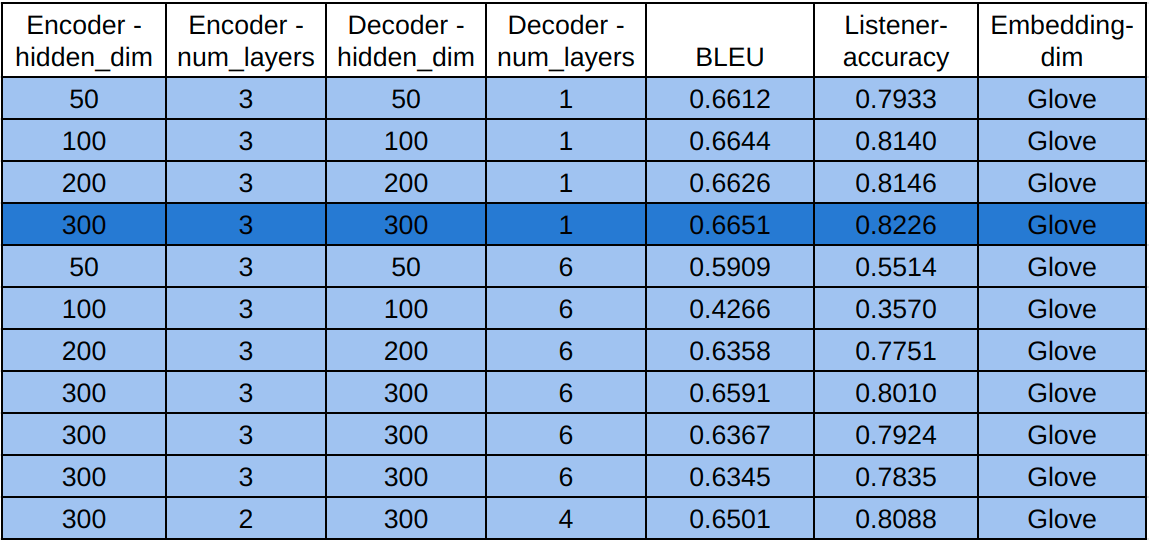 Encoder - hidden_dim Encoder - num_layers Decoder - hidden_dim Decoder - num_layers BLEU Listener-accuracy Embedding-dim
50 3 50 1 0.6612 0.7933 Glove
100 3 100 1 0.6644 0.8140 Glove
200 3 200 1 0.6626 0.8146 Glove
300 3 300 1 0.6651 0.8226 Glove
50 3 50 6 0.5909 0.5514 Glove
100 3 100 6 0.4266 0.3570 Glove
200 3 200 6 0.6358 0.7751 Glove
300 3 300 6 0.6591 0.8010 Glove
300 3 300 6 0.6367 0.7924 Glove
300 3 300 6 0.6345 0.7835 Glove
300 2 300 4 0.6501 0.8088 Glove